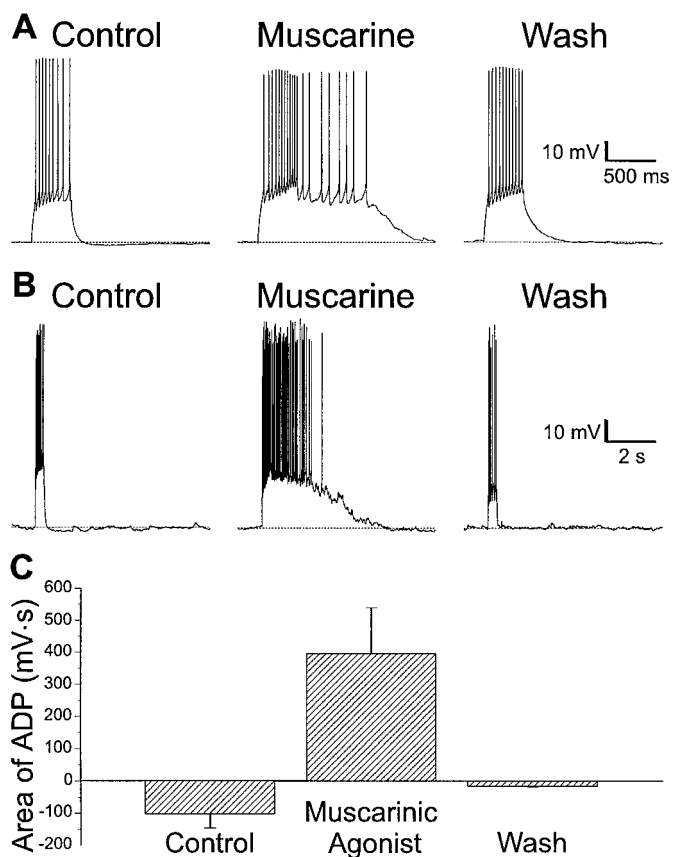 A
Control Muscarine Wash
10 mV
500 ms
B
Control Muscarine Wash
10 mV
2 s
C
Area of ADP (mV·s)
600
500
400
300
200
100
0
-100
-200
Control
Muscarinic
Agonist
Wash